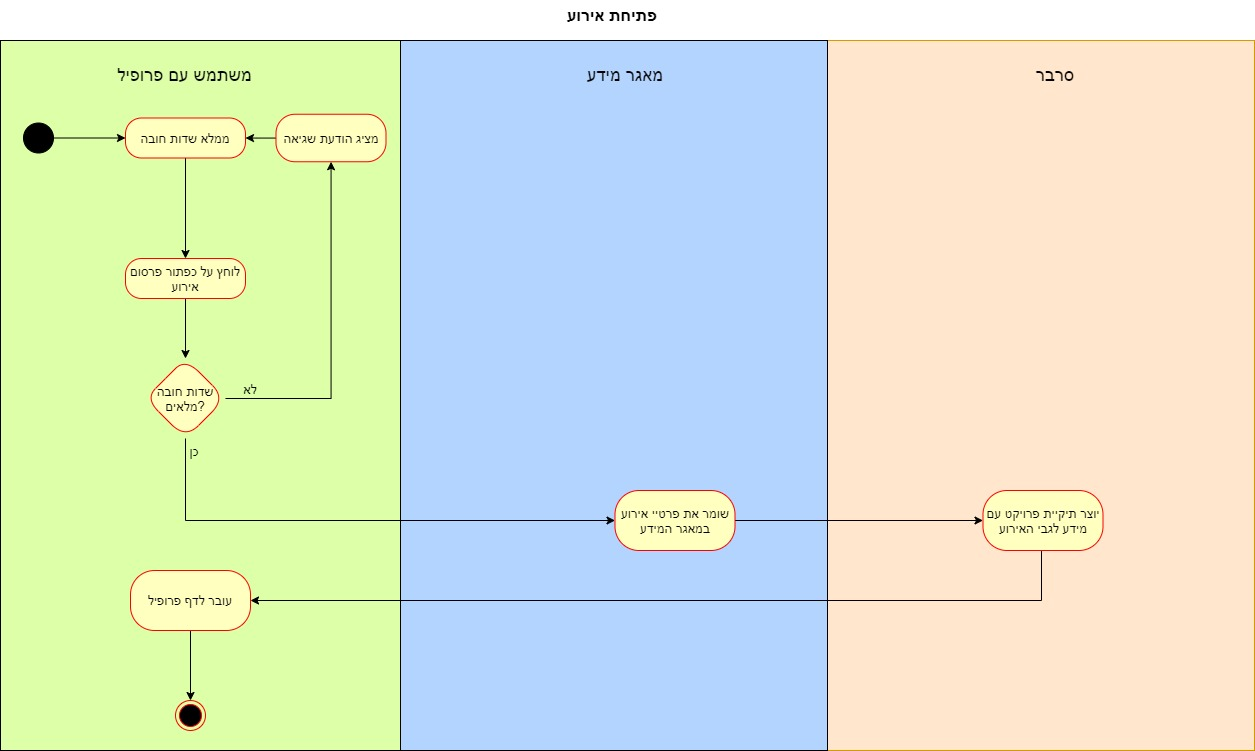 פתיחת אירוע
משתמש עם פרופיל
מאגר מידע
סרבר
ממלא שדות חובה
מציג הודעת שגיאה
לוחץ על כפתור פרסום
אירוע
שדות חובה
מלאים?
לא
כן
שומר את פרטיי אירוע
במאגר המידע
יוצר תיקיית פרויקט עם
מידע לגבי האירוע
עובר לדף פרופיל